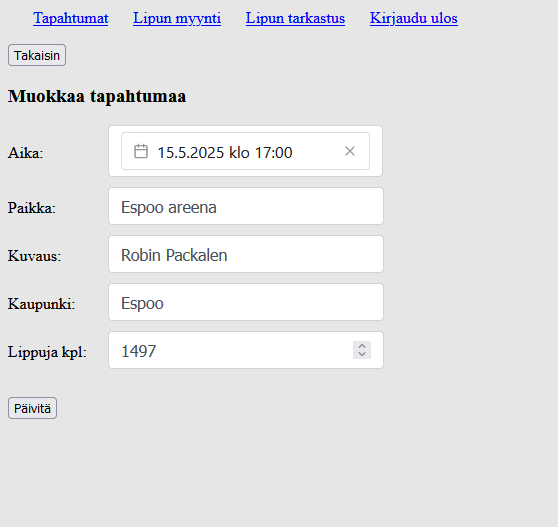 Tapahtumat Lipun myynti Lipun tarkastus Kirjaudu ulos
Takaisin
Muokkaa tapahtumaa
Aika: 15.5.2025 klo 17:00
Paikka: Espoo areena
Kuvaus: Robin Packalen
Kaupunki: Espoo
Lippuja kpl: 1497
Päivitä